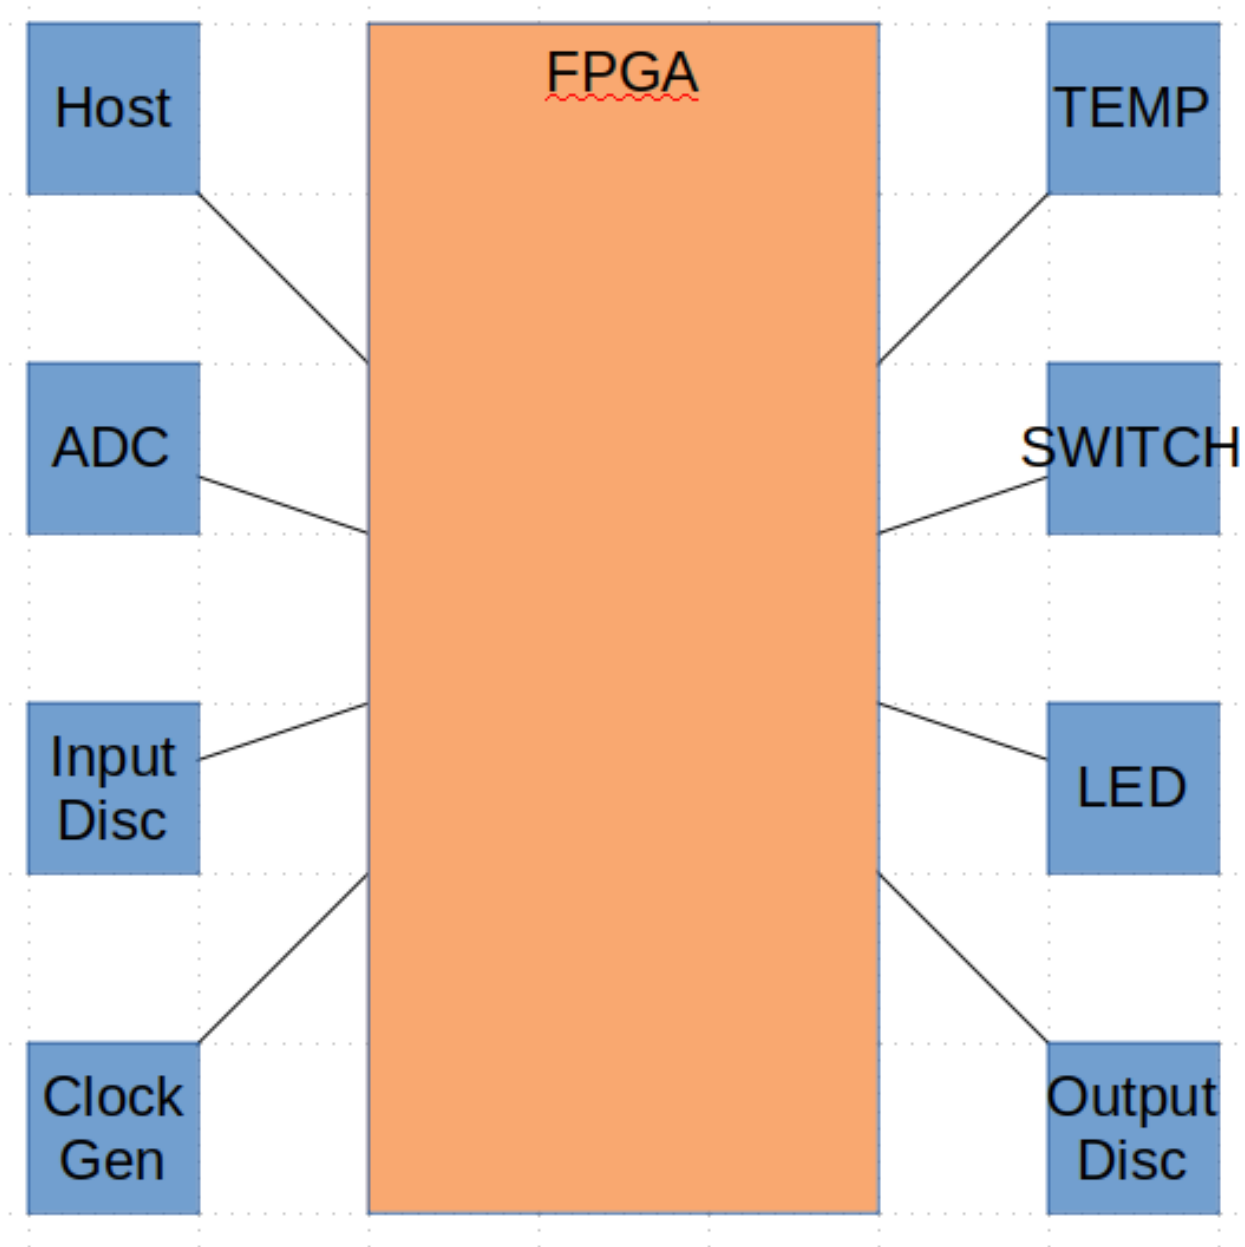 Host
FPGA
TEMP
ADC
SWITCH
Input
Disc
LED
Clock
Gen
Output
Disc